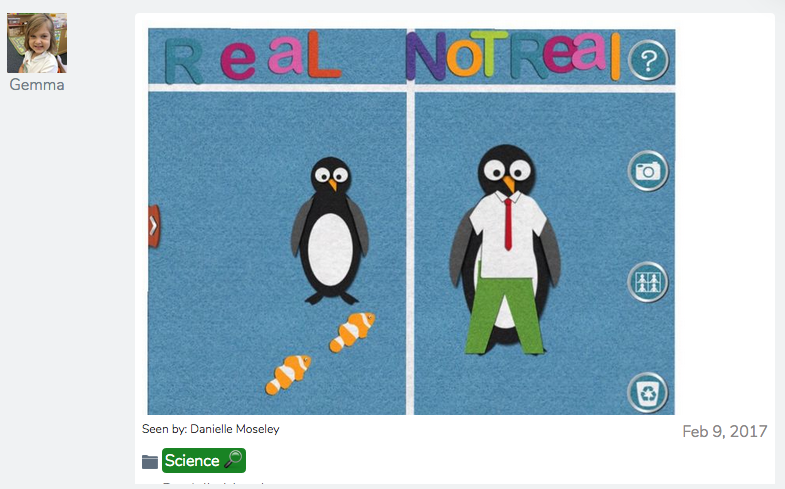 Gemma
ReaL NoTReal
?
Seen by: Danielle Moseley
Feb 9, 2017
Science